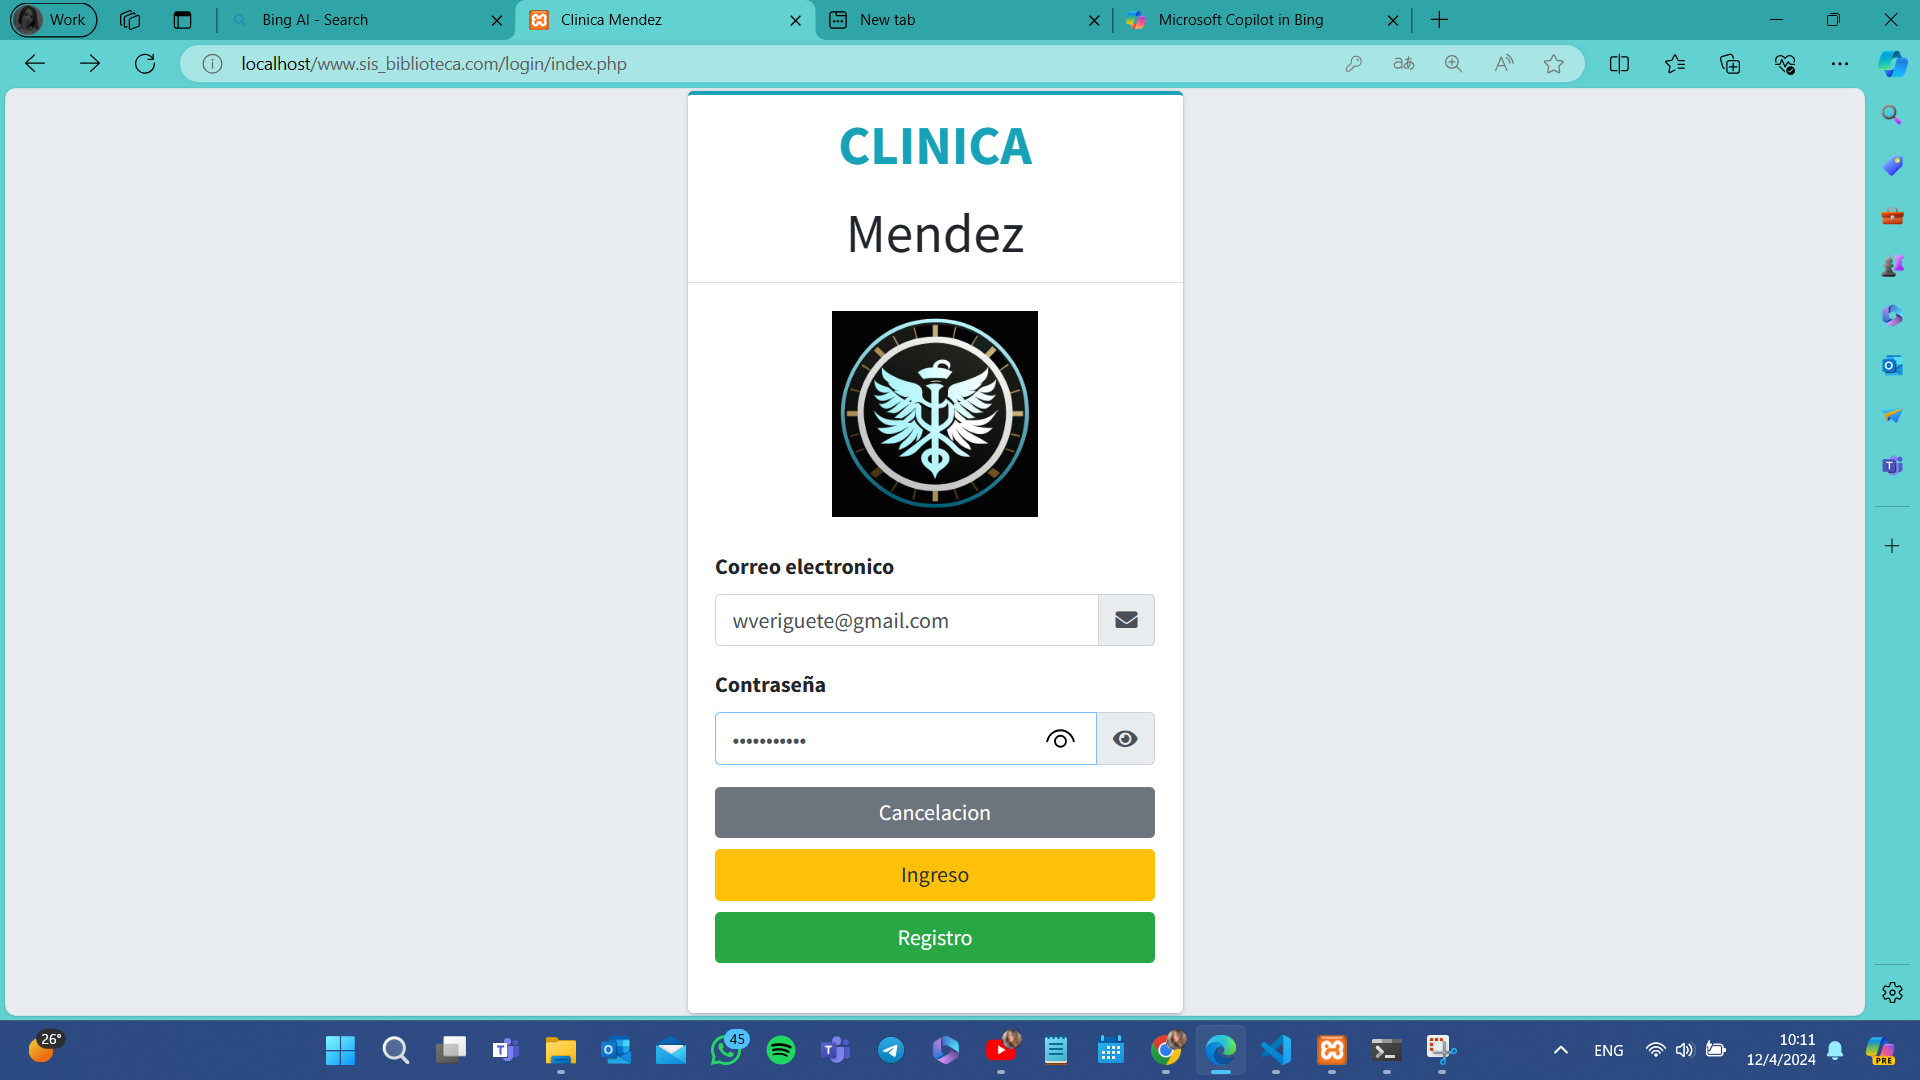 Work
Bing AI - Search
Clinica Mendez
New tab
Microsoft Copilot in Bing
localhost/www.sis_biblioteca.com/login/index.php
CLINICA
Mendez
Correo electronico
wveriguete@gmail.com
Contraseña
Cancelacion
Ingreso
Registro
26°
45
ENG
10:11
12/4/2024
PRE